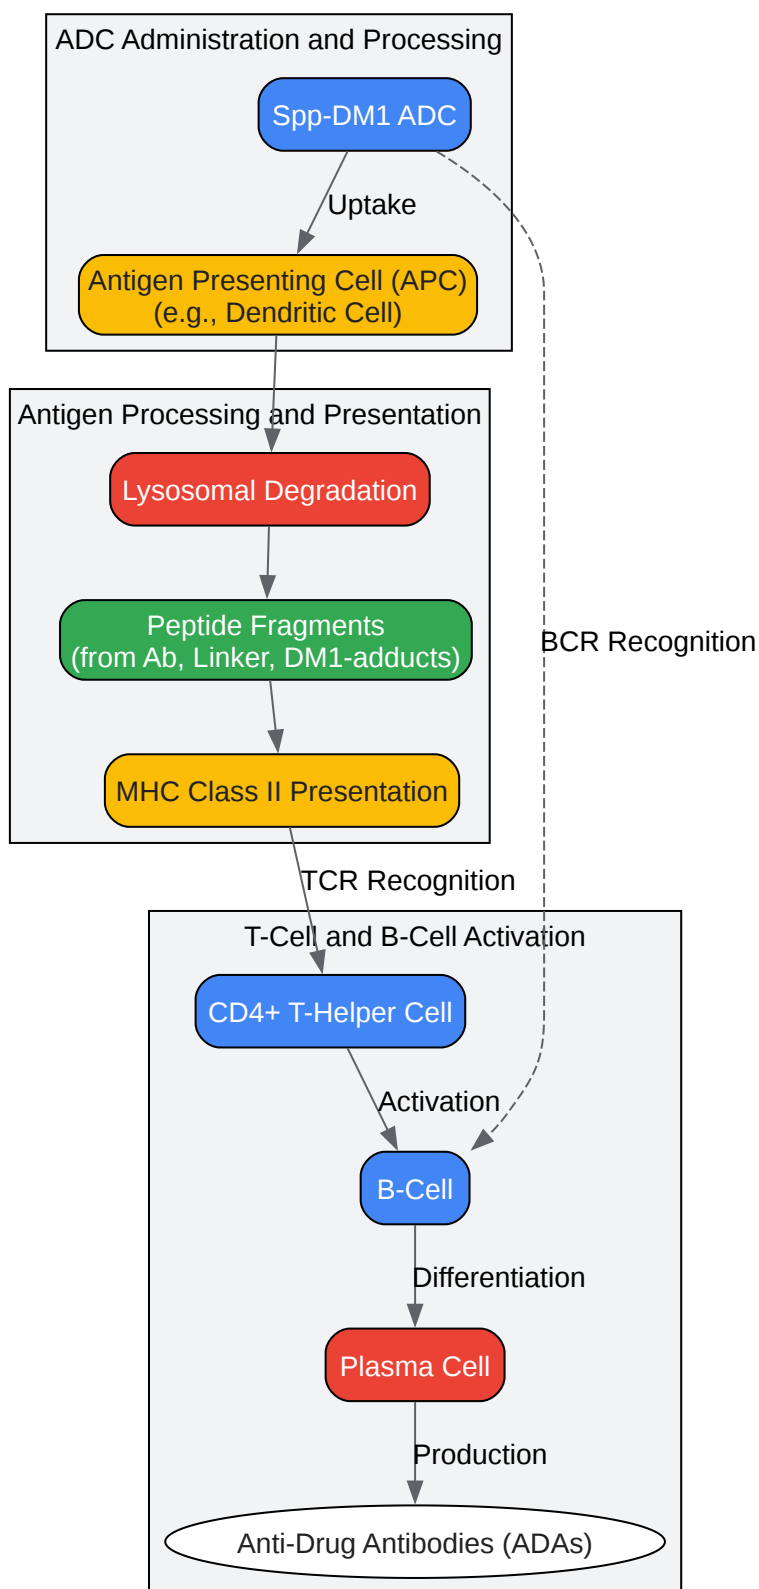 ADC Administration and Processing
Spp-DM1 ADC
Uptake
Antigen Presenting Cell (APC)
(e.g., Dendritic Cell)
Antigen Processing and Presentation
Lysosomal Degradation
Peptide Fragments
(from Ab, Linker, DM1-adducts)
BCR Recognition
MHC Class II Presentation
TCR Recognition
T-Cell and B-Cell Activation
CD4+ T-Helper Cell
Activation
B-Cell
Differentiation
Plasma Cell
Production
Anti-Drug Antibodies (ADAs)